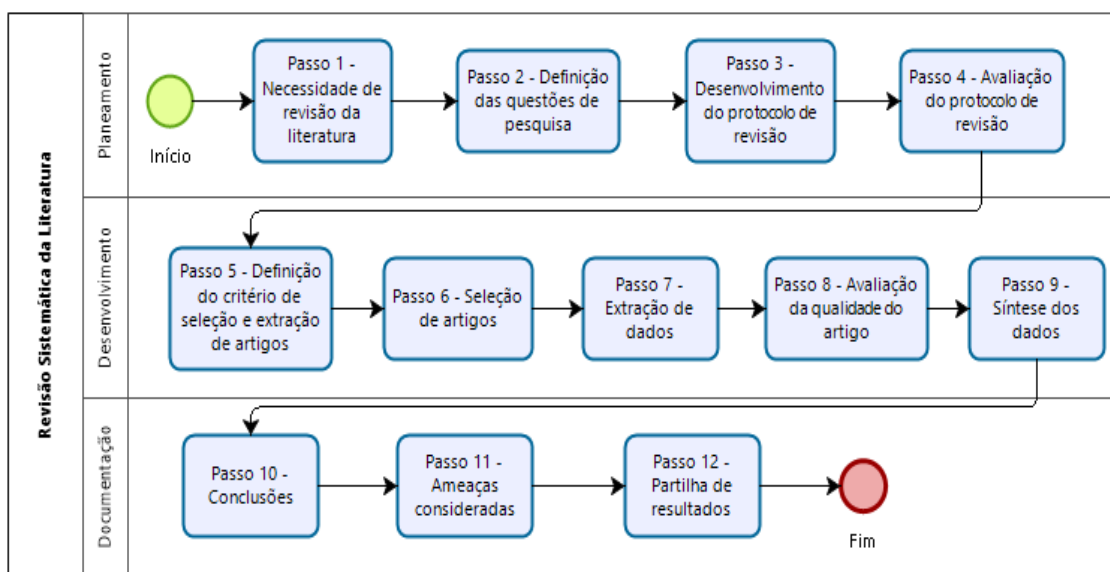 Revisão Sistemática da Literatura
Planeamento
Início
Passo 1 -
Necessidade de
revisão da
literatura
Passo 2 - Definição
das questões de
pesquisa
Passo 3 -
Desenvolvimento
do protocolo de
revisão
Passo 4 - Avaliação
do protocolo de
revisão
Desenvolvimento
Passo 5 - Definição
do critério de
seleção e extração
de artigos
Passo 6 - Seleção
de artigos
Passo 7 -
Extração de
dados
Passo 8 - Avaliação
da qualidade do
artigo
Passo 9 -
Síntese dos
dados
Documentação
Passo 10 -
Conclusões
Passo 11 -
Ameaças
consideradas
Passo 12 -
Partilha de
resultados
Fim